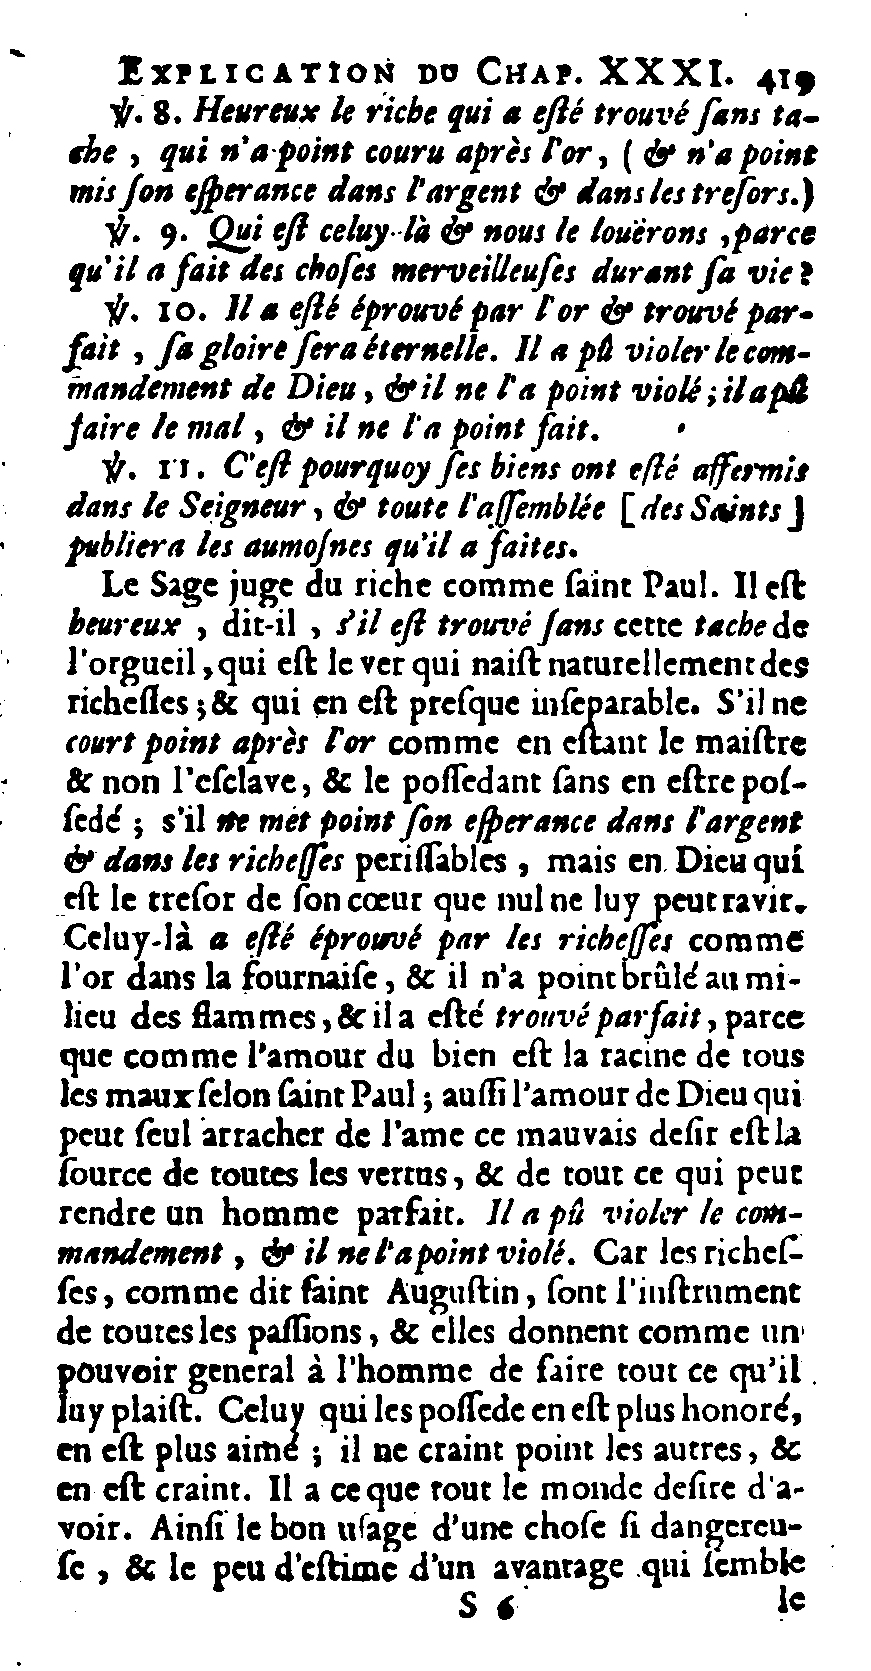 EXPLICATION DU CHAP. XXXI. 419
℣. 8. Heureux le riche qui a eſté trouvé ſans ta-
che, qui n'a point couru après l'or, (& n'a point
mis ſon eſperance dans l'argent & dans les treſors.)
℣. 9. Qui eſt celuy-là & nous le louërons, parce
qu'il a fait des choſes merveilleuſes durant ſa vie?
℣. 10. Il a eſté éprouvé par l'or & trouvé par-
fait, ſa gloire ſera éternelle. Il a pû violer le com-
mandement de Dieu, & il ne l'a point violé; il a pû
faire le mal, & il ne l'a point fait.
℣. 11. C'eſt pourquoy ſes biens ont eſté affermis
dans le Seigneur, & toute l'aſſemblée [des Saints]
publiera les aumoſnes qu'il a faites.
Le Sage juge du riche comme ſaint Paul. Il eſt
heureux, dit-il, s'il eſt trouvé ſans cette tache de
l'orgueil, qui eſt le ver qui naiſt naturellement des
richeſſes; & qui en eſt preſque inſeparable. S'il ne
court point après l'or comme en eſtant le maiſtre
& non l'eſclave, & le poſſedant ſans en eſtre poſ-
ſedé; s'il ne met point ſon eſperance dans l'argent
& dans les richeſſes periſſables, mais en Dieu qui
eſt le treſor de ſon cœur que nul ne luy peut ravir.
Celuy-là a eſté éprouvé par les richeſſes comme
l'or dans la fournaiſe, & il n'a point brûlé au mi-
lieu des flammes, & il a eſté trouvé parfait, parce
que comme l'amour du bien eſt la racine de tous
les maux ſelon ſaint Paul; auſſi l'amour de Dieu qui
peut ſeul arracher de l'ame ce mauvais deſir eſt la
ſource de toutes les vertus, & de tout ce qui peut
rendre un homme parfait. Il a pû violer le com-
mandement, & il ne l'a point violé. Car les richeſ-
ſes, comme dit ſaint Auguſtin, ſont l'inſtrument
de toutes les paſſions, & elles donnent comme un
pouvoir general à l'homme de faire tout ce qu'il
luy plaiſt. Celuy qui les poſſede en eſt plus honoré,
en eſt plus aimé; il ne craint point les autres, &
en eſt craint. Il a ce que tout le monde deſire d'a-
voir. Ainſi le bon uſage d'une choſe ſi dangereu-
ſe, & le peu d'eſtime d'un avantage qui ſemble
S 6 le